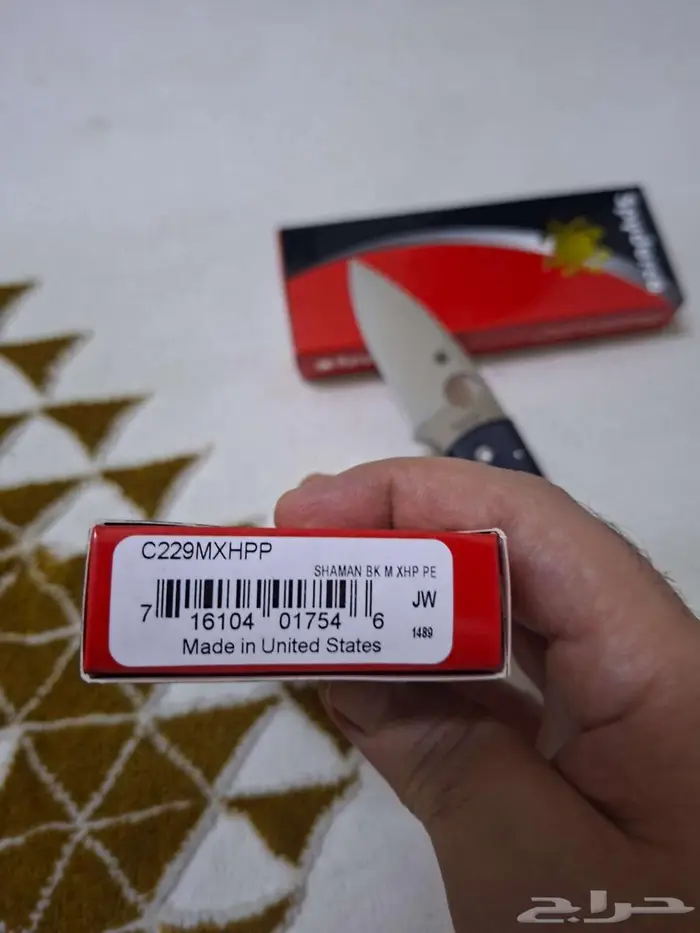 spyderco
C229MXHPP
SHAMAN BK M XHP PE
7 16104 01754 6
JW
1489
Made in United States
حراج